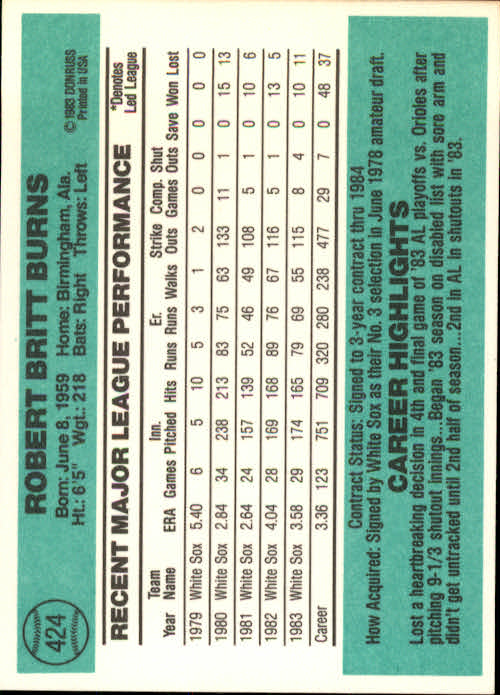 424
ROBERT BRITT BURNS
© 1983 DONRUSS
Printed in USA
Born: June 8, 1959 Home: Birmingham, Ala.
Ht.: 6'5" Wgt.: 218 Bats: Right Throws: Left
RECENT MAJOR LEAGUE PERFORMANCE
*Denotes
Led League
Team Inn. Er. Strike Comp. Shut
Year Name ERA Games Pitched Hits Runs Runs Walks Outs Games Outs Save Won Lost
1979 White Sox 5.40 6 5 10 5 3 1 2 0 0 0 0 0
1980 White Sox 2.84 34 238 213 83 75 63 133 11 1 0 15 13
1981 White Sox 2.64 24 157 139 52 46 49 108 5 1 0 10 6
1982 White Sox 4.04 28 169 168 89 76 67 116 5 1 0 13 5
1983 White Sox 3.58 29 174 165 79 69 55 115 8 4 0 10 11
Career 3.36 123 751 709 320 280 238 477 29 7 0 48 37
Contract Status: Signed to 3-year contract thru 1984
How Acquired: Signed by White Sox as their No. 3 selection in June 1978 amateur draft.
CAREER HIGHLIGHTS
Lost a heartbreaking decision in 4th and final game of '83 AL playoffs vs. Orioles after
pitching 9-1/3 shutout innings...Began '83 season on disabled list with sore arm and
didn't get untracked until 2nd half of season...2nd in AL in shutouts in '83.